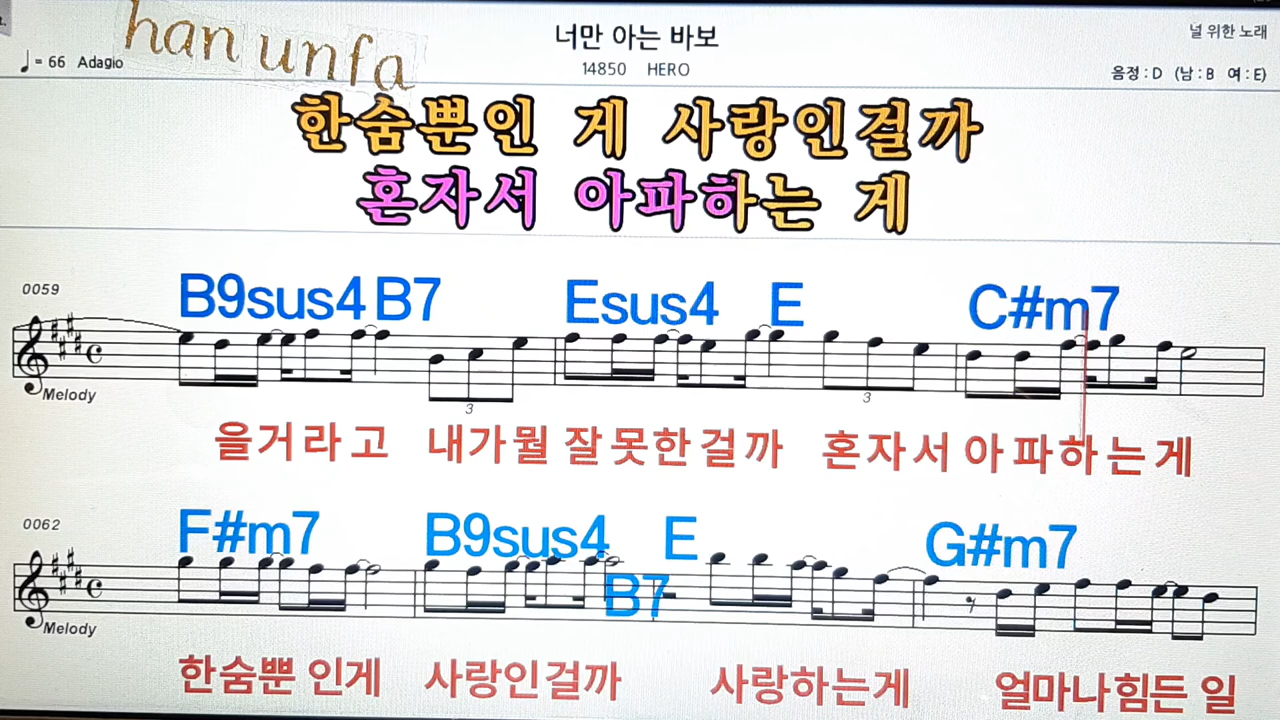 han unfa
너만 아는 바보
널 위한 노래
♩= 66 Adagio
14850 HERO
음정 : D (남 : B 여 : E)
한숨뿐인 게 사랑인걸까
혼자서 아파하는 게
0059
B9sus4 B7 Esus4 E C#m7
3 3
Melody
을거라고 내가뭘 잘못한걸까 혼자서 아파하는게
0062
F#m7 B9sus4 B7 E G#m7
Melody
한숨뿐 인게 사랑인걸까 사랑하는게 얼마나힘든 일